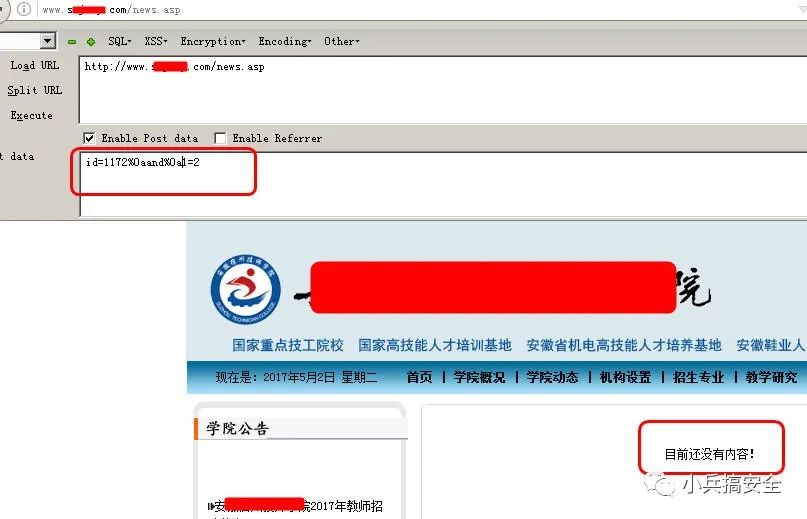 www.s com/news.asp
SQL▾ XSS▾ Encryption▾ Encoding▾ Other▾
Load URL
http://www.s .com/news.asp
Split URL
Execute
Enable Post data Enable Referrer
t data
id=1172%0aand%0a1=2
SUZHOU TECHNICIAN COLLEGE
院
国家重点技工院校 国家高技能人才培训基地 安徽省机电高技能人才培养基地 安徽鞋业人
现在是：2017年5月2日 星期二 首页 | 学院概况 | 学院动态 | 机构设置 | 招生专业 | 教学研究
学院公告
目前还没有内容!
小兵搞安全
安 2017年教师招